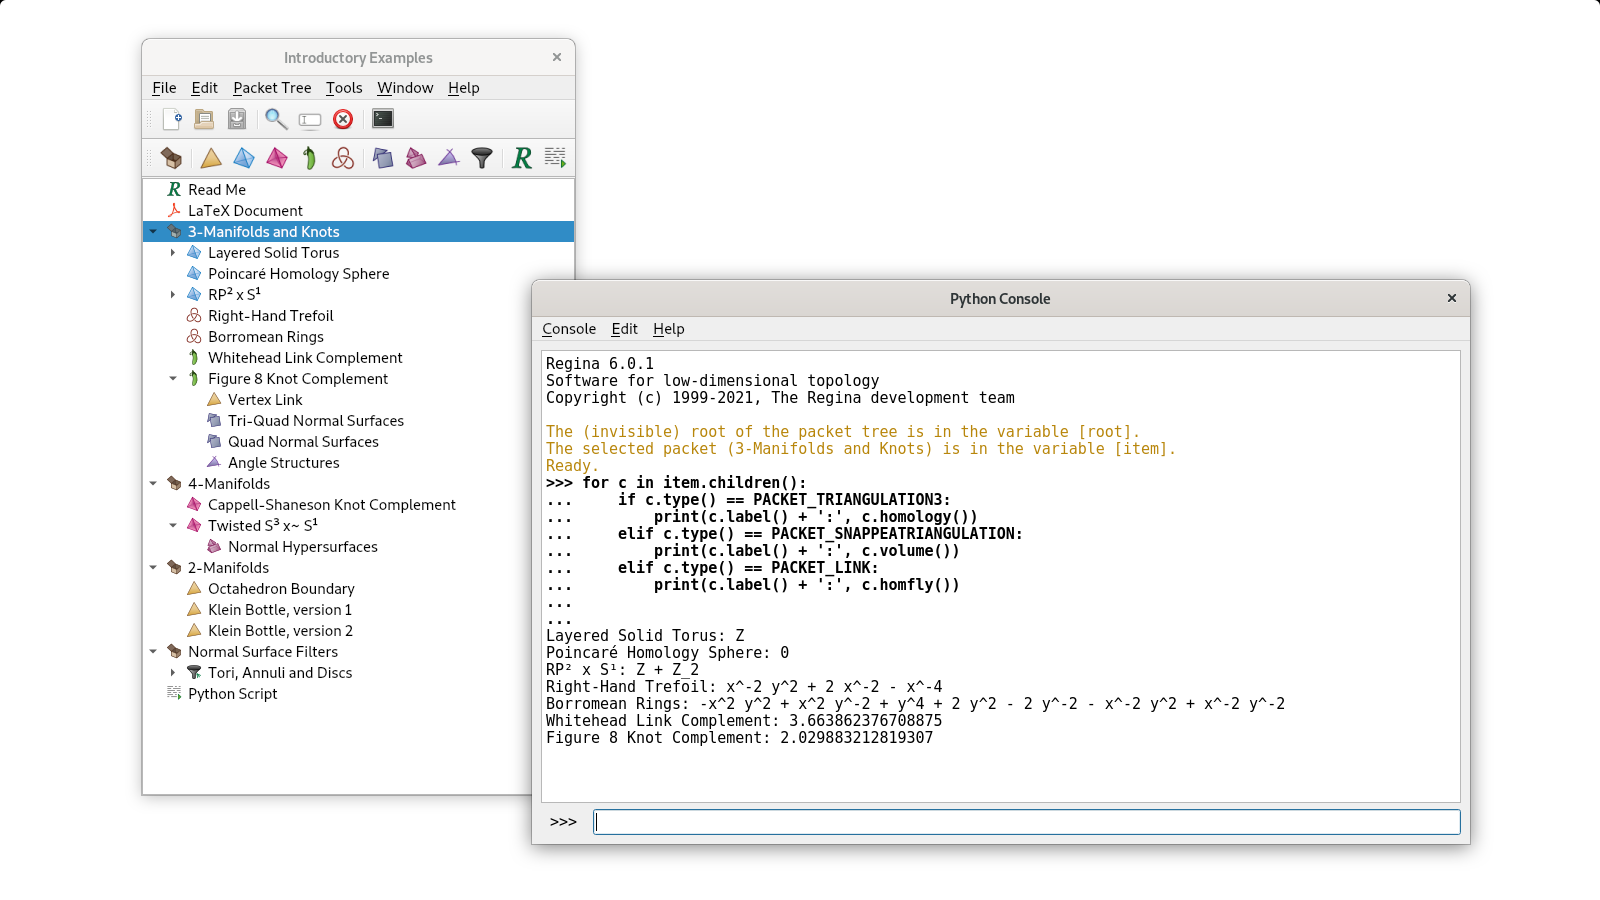 Introductory Examples
File Edit Packet Tree Tools Window Help
R
Read Me
LaTeX Document
3-Manifolds and Knots
Layered Solid Torus
Poincaré Homology Sphere
RP² x S¹
Right-Hand Trefoil
Borromean Rings
Whitehead Link Complement
Figure 8 Knot Complement
Vertex Link
Tri-Quad Normal Surfaces
Quad Normal Surfaces
Angle Structures
4-Manifolds
Cappell-Shaneson Knot Complement
Twisted S³ x~ S¹
Normal Hypersurfaces
2-Manifolds
Octahedron Boundary
Klein Bottle, version 1
Klein Bottle, version 2
Normal Surface Filters
Tori, Annuli and Discs
Python Script
Python Console
Console Edit Help
Regina 6.0.1
Software for low-dimensional topology
Copyright (c) 1999-2021, The Regina development team
The (invisible) root of the packet tree is in the variable [root].
The selected packet (3-Manifolds and Knots) is in the variable [item].
Ready.
>>> for c in item.children():
...     if c.type() == PACKET_TRIANGULATION3:
...         print(c.label() + ':', c.homology())
...     elif c.type() == PACKET_SNAPPEATRIANGULATION:
...         print(c.label() + ':', c.volume())
...     elif c.type() == PACKET_LINK:
...         print(c.label() + ':', c.homfly())
...
...
Layered Solid Torus: Z
Poincaré Homology Sphere: 0
RP² x S¹: Z + Z_2
Right-Hand Trefoil: x^-2 y^2 + 2 x^-2 - x^-4
Borromean Rings: -x^2 y^2 + x^2 y^-2 + y^4 + 2 y^2 - 2 y^-2 - x^-2 y^2 + x^-2 y^-2
Whitehead Link Complement: 3.663862376708875
Figure 8 Knot Complement: 2.029883212819307
>>>